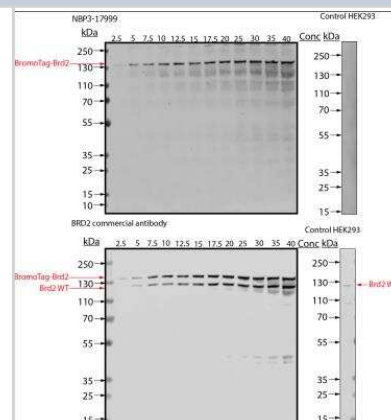 NBP3-17999
Control HEK293
kDa 2.5 5 7.5 10 12.5 15 17.5 20 25 30 35 40 Conc kDa
250 250
BromoTag-Brd2
130 130
110 110
70 70
55 55
35 35
25 25
15 15
10
BRD2 commercial antibody
Control HEK293
kDa 2.5 5 7.5 10 12.5 15 17.5 20 25 30 35 40 Conc kDa
250 250
BromoTag-Brd2
130 130
Brd2 WT
Brd2 W
110 110
70 70
55 55
35 35
25 25
15 15